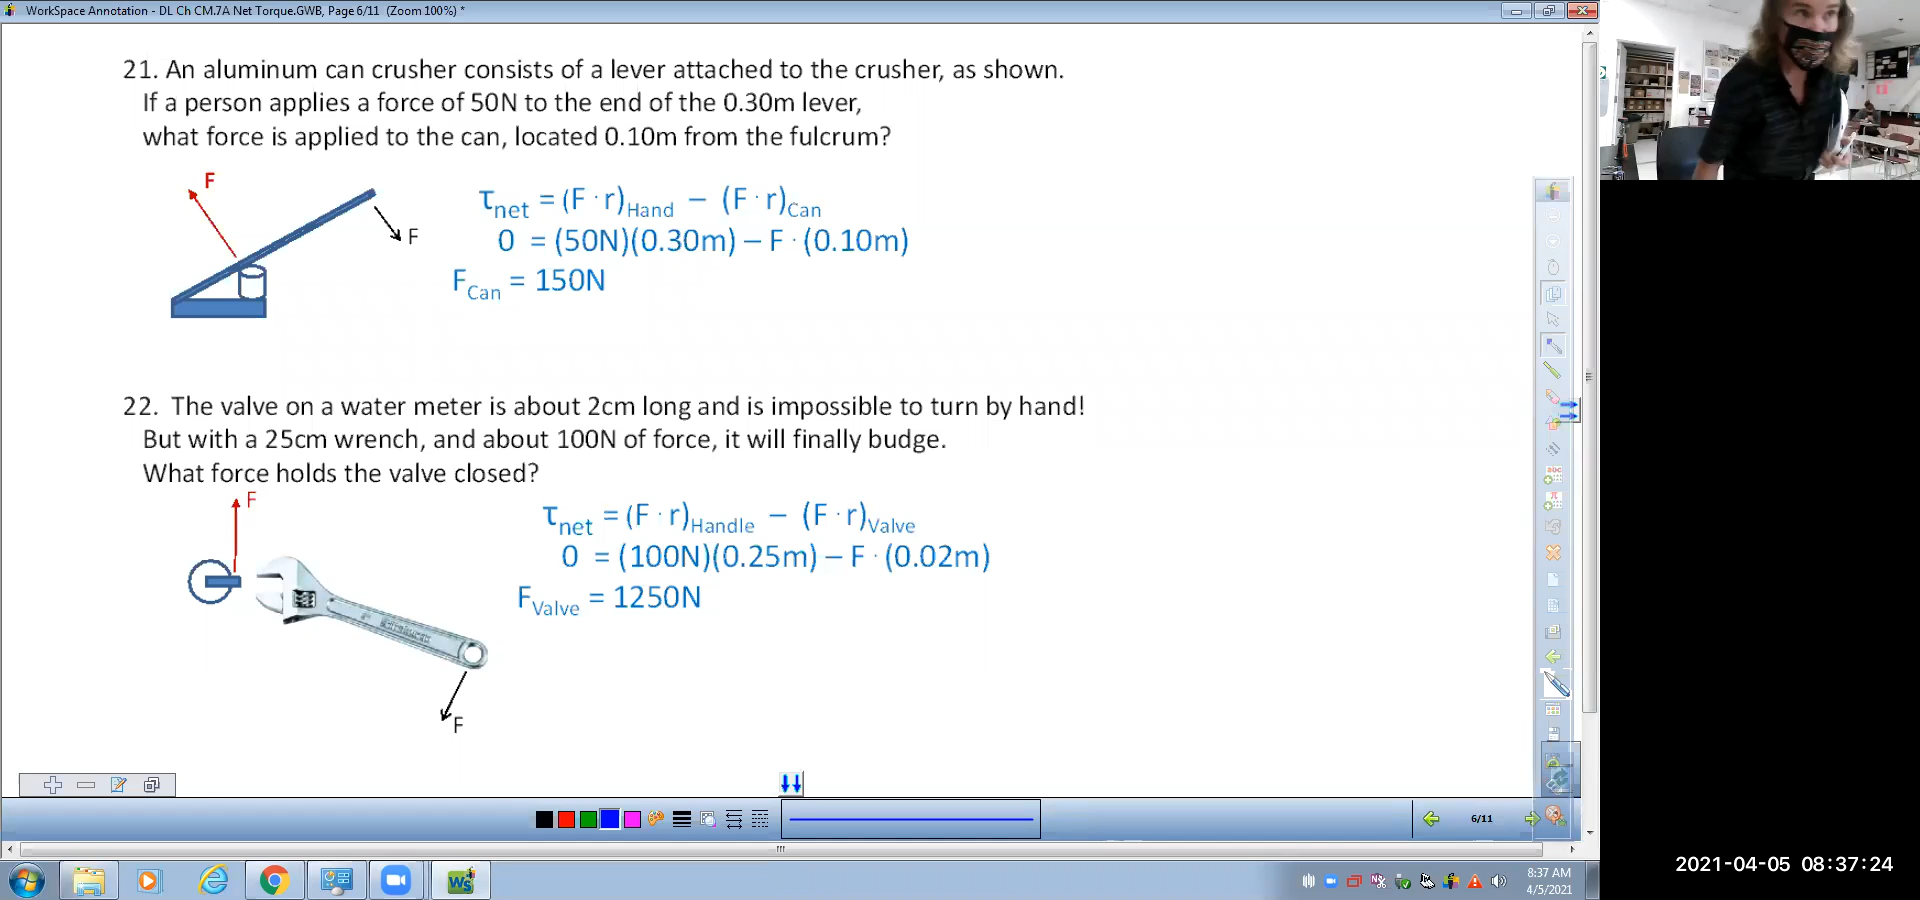 WorkSpace Annotation - DL Ch CM.7A Net Torque.GWB, Page 6/11 (Zoom 100%) *
21. An aluminum can crusher consists of a lever attached to the crusher, as shown.
If a person applies a force of 50N to the end of the 0.30m lever,
what force is applied to the can, located 0.10m from the fulcrum?
F
F
τnet = (F · r)Hand − (F · r)Can
0 = (50N)(0.30m) − F · (0.10m)
FCan = 150N
22. The valve on a water meter is about 2cm long and is impossible to turn by hand!
But with a 25cm wrench, and about 100N of force, it will finally budge.
What force holds the valve closed?
F
F
τnet = (F · r)Handle − (F · r)Valve
0 = (100N)(0.25m) − F · (0.02m)
FValve = 1250N
abc
π
6/11
Ws
8:37 AM
4/5/2021
2021-04-05 08:37:24